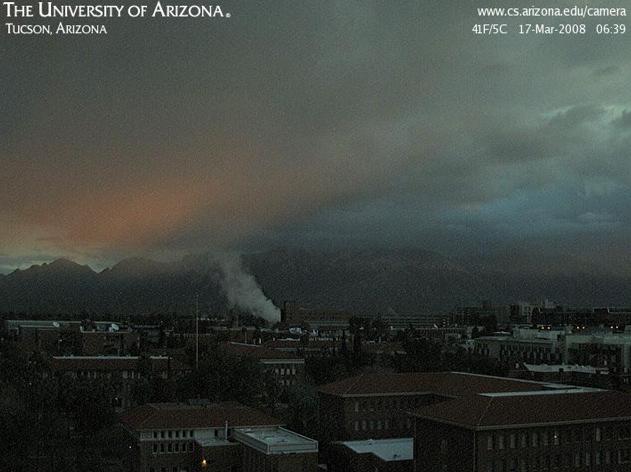 THE UNIVERSITY OF ARIZONA®
TUCSON, ARIZONA
www.cs.arizona.edu/camera
41F/5C 17-Mar-2008 06:39